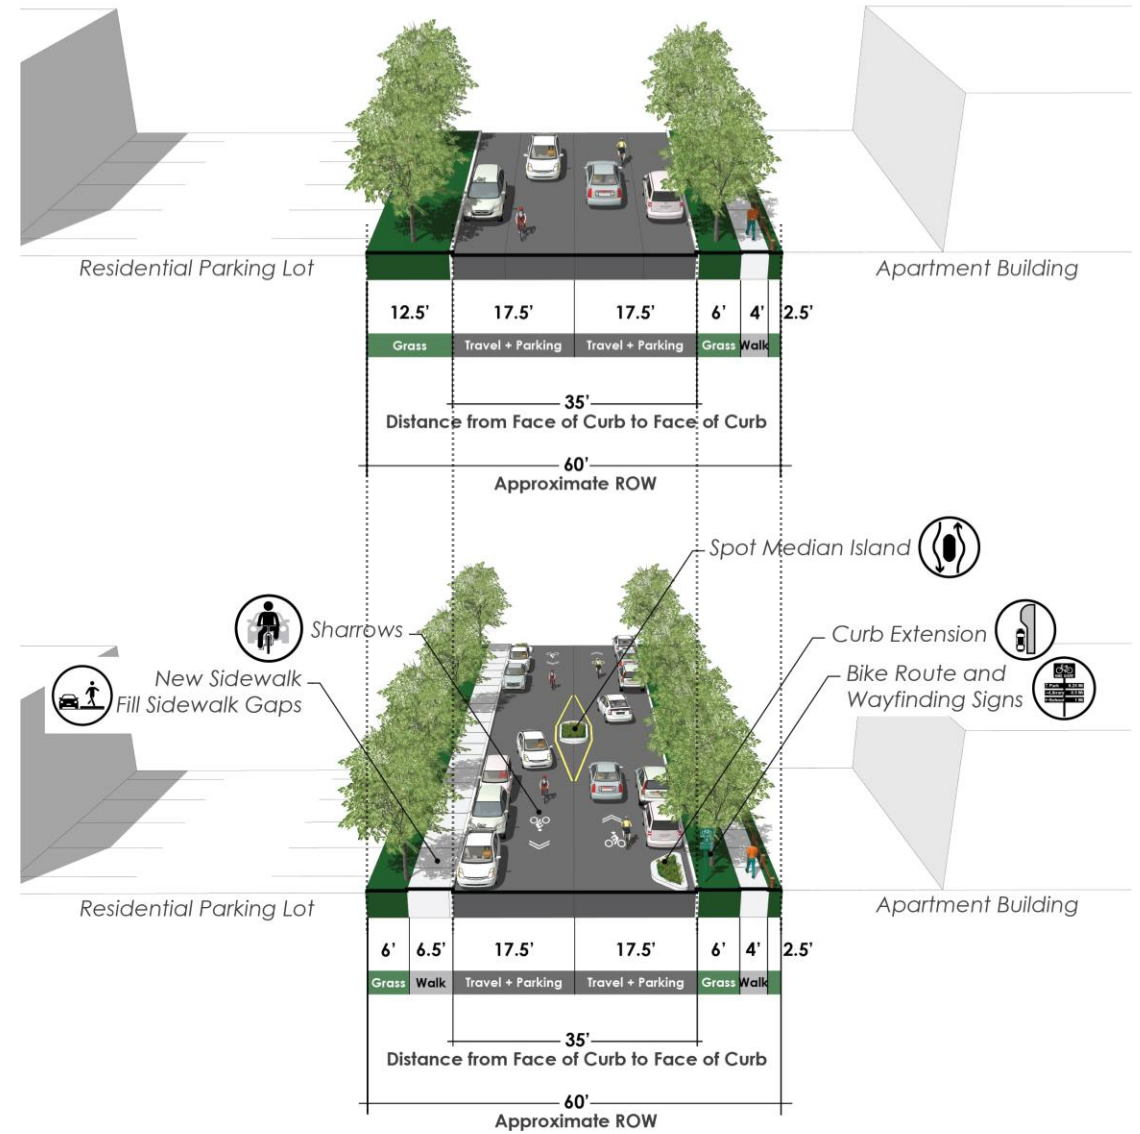 Residential Parking Lot
Apartment Building
12.5' 17.5' 17.5' 6' 4' 2.5'
Grass Travel + Parking Travel + Parking Grass Walk
35'
Distance from Face of Curb to Face of Curb
60'
Approximate ROW
Spot Median Island
Sharrows
Curb Extension
New Sidewalk
Fill Sidewalk Gaps
Bike Route and
Wayfinding Signs
Residential Parking Lot
Apartment Building
6' 6.5' 17.5' 17.5' 6' 4' 2.5'
Grass Walk Travel + Parking Travel + Parking Grass Walk
35'
Distance from Face of Curb to Face of Curb
60'
Approximate ROW